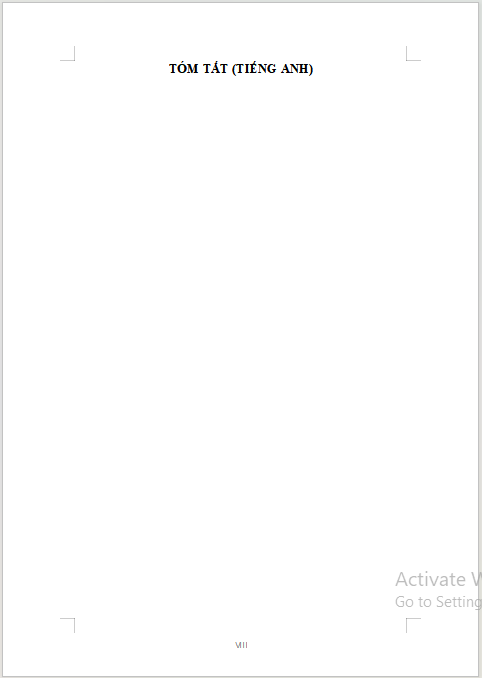 TÓM TẮT (TIẾNG ANH)
Activate W
Go to Setting
VIII